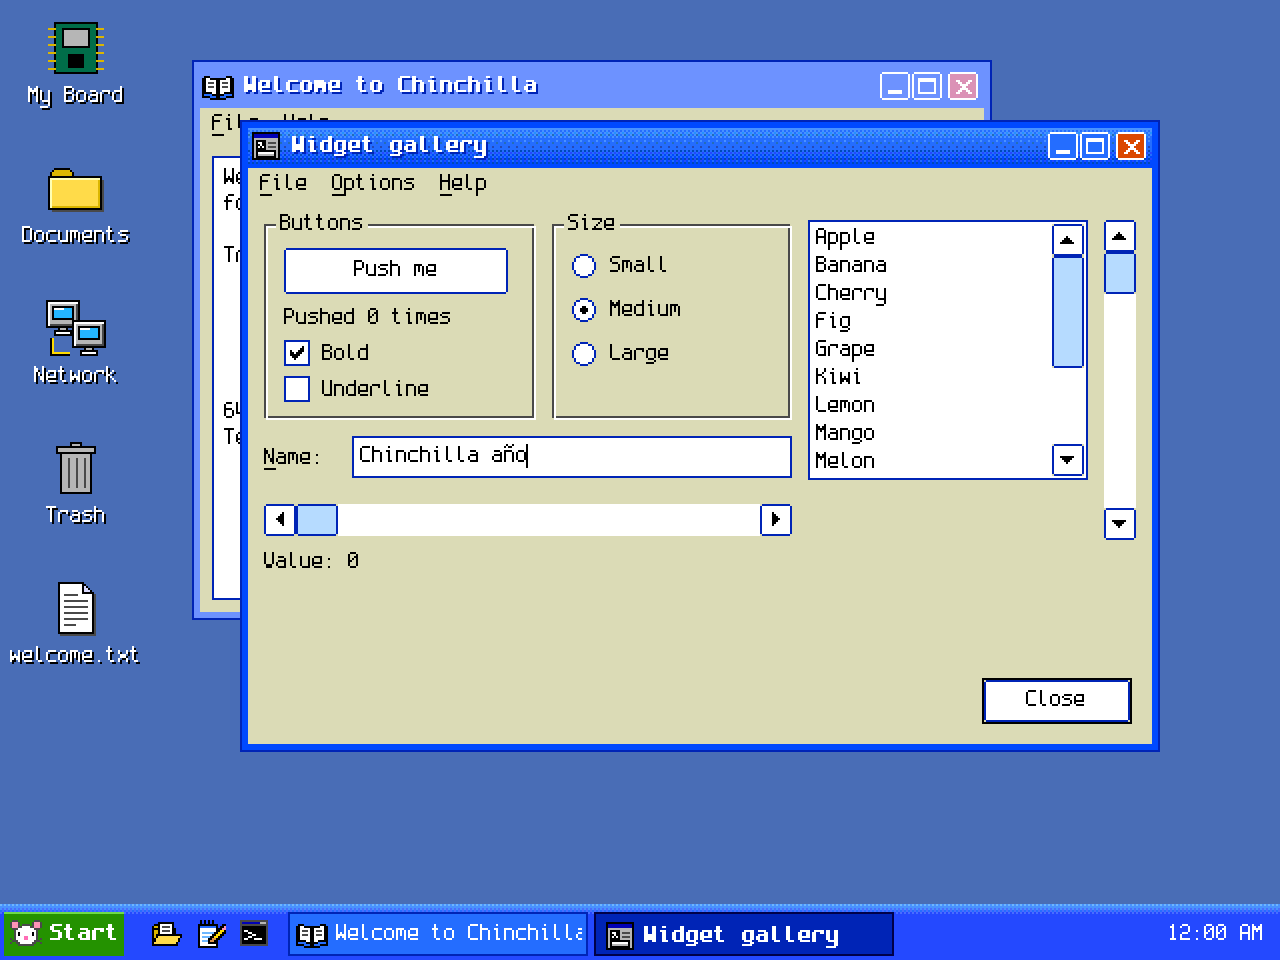 My Board
Documents
Network
Trash
welcome.txt
Welcome to Chinchilla
Widget gallery
File Options Help
Buttons
Push me
Pushed 0 times
Bold
Underline
Size
Small
Medium
Large
Apple
Banana
Cherry
Fig
Grape
Kiwi
Lemon
Mango
Melon
Name: Chinchilla año
Value: 0
Close
Start
Welcome to Chinchilla
Widget gallery
12:00 AM